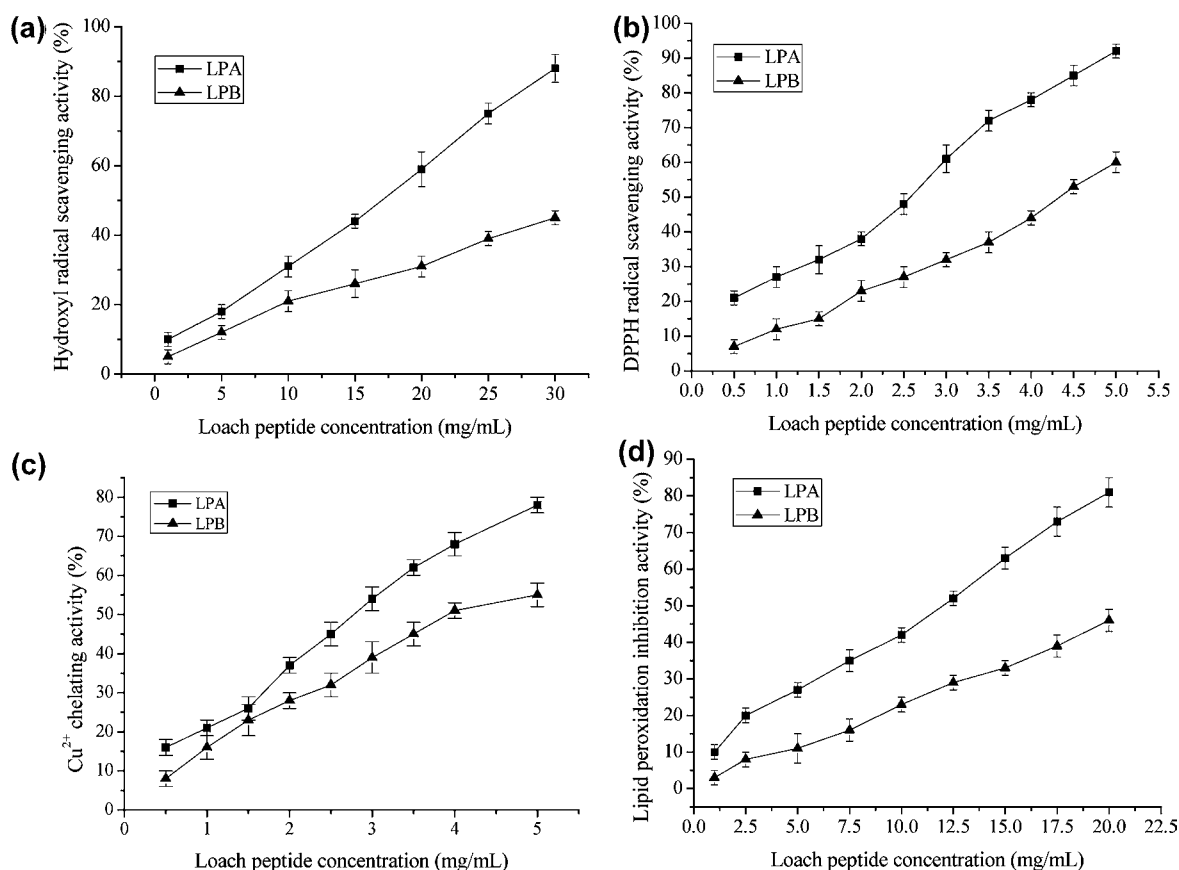 (a)
Hydroxyl radical scavenging activity (%)
100
80
60
40
20
0
LPA
LPB
0 5 10 15 20 25 30
Loach peptide concentration (mg/mL)
(b)
DPPH radical scavenging activity (%)
100
90
80
70
60
50
40
30
20
10
0
LPA
LPB
0.0 0.5 1.0 1.5 2.0 2.5 3.0 3.5 4.0 4.5 5.0 5.5
Loach peptide concentration (mg/mL)
(c)
Cu²⁺ chelating activity (%)
80
70
60
50
40
30
20
10
0
LPA
LPB
0 1 2 3 4 5
Loach peptide concentration (mg/mL)
(d)
Lipid peroxidation inhibition activity (%)
90
80
70
60
50
40
30
20
10
0
LPA
LPB
0.0 2.5 5.0 7.5 10.0 12.5 15.0 17.5 20.0 22.5
Loach peptide concentration (mg/mL)